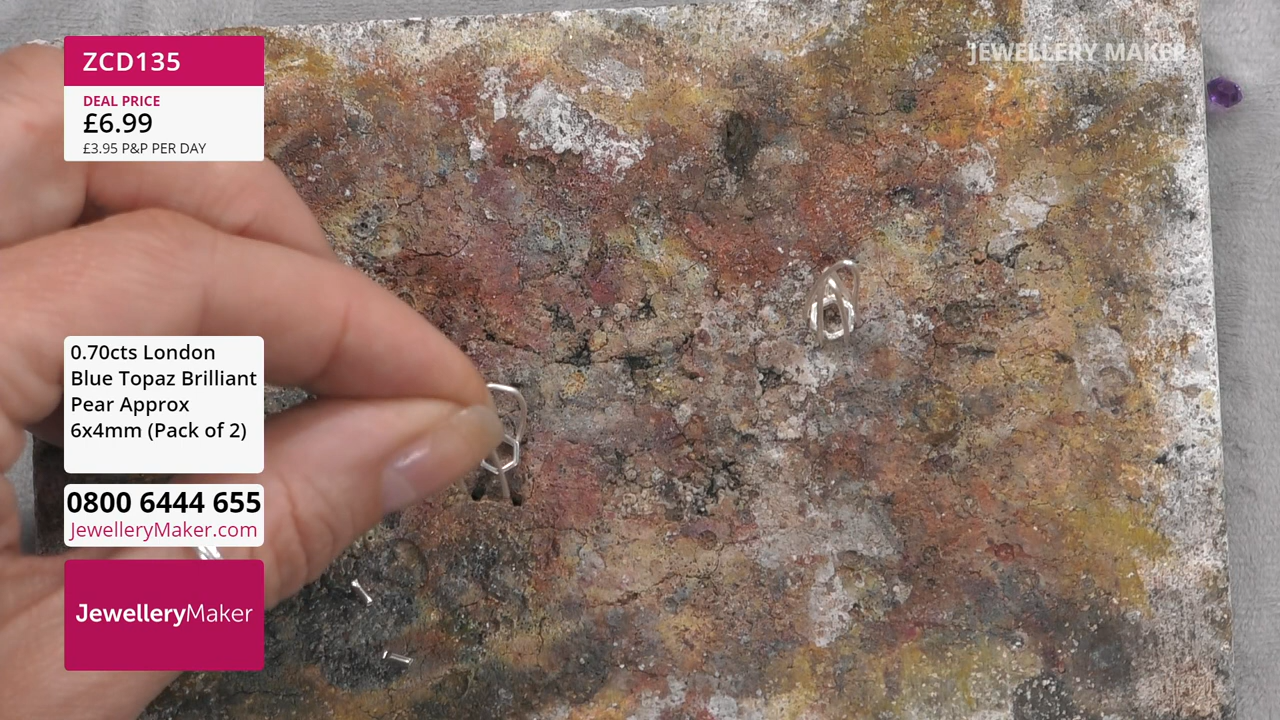 ZCD135
DEAL PRICE
£6.99
£3.95 P&P PER DAY
JEWELLERY MAKER
0.70cts London
Blue Topaz Brilliant
Pear Approx
6x4mm (Pack of 2)
0800 6444 655
JewelleryMaker.com
JewelleryMaker